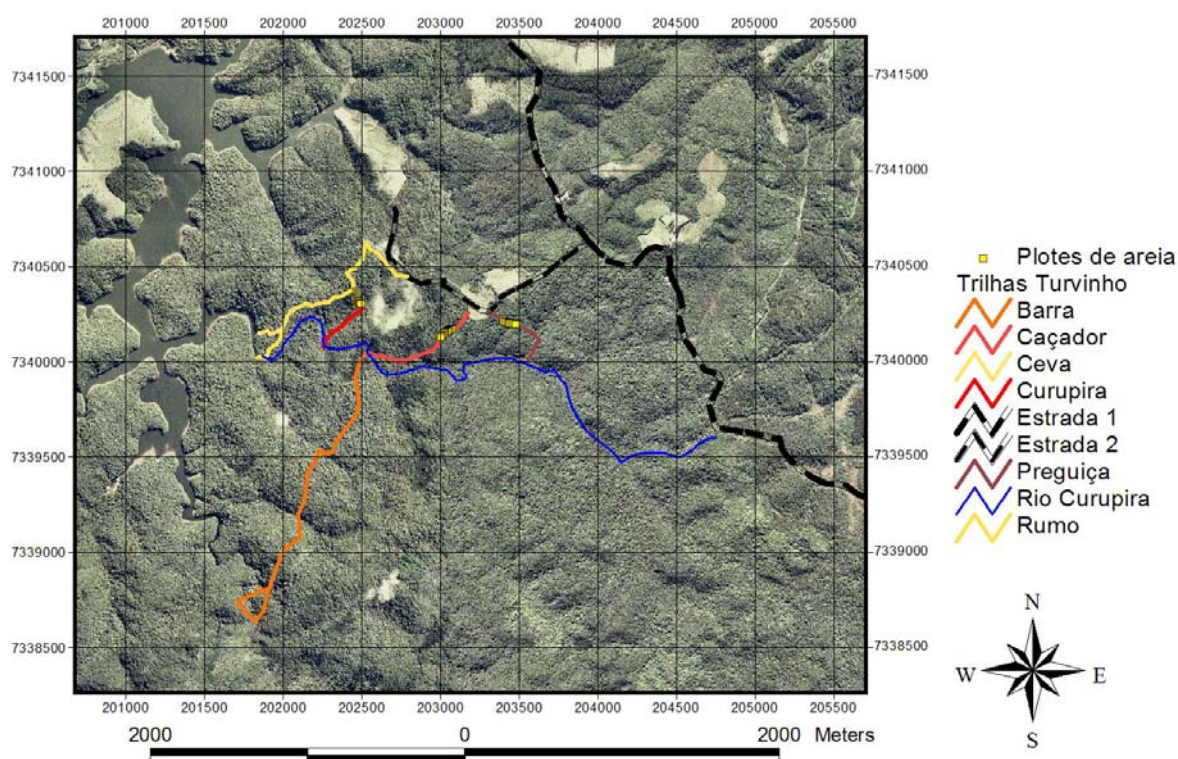 201000 201500 202000 202500 203000 203500 204000 204500 205000 205500
7341500 7341500
7341000 7341000
7340500 7340500
7340000 7340000
7339500 7339500
7339000 7339000
7338500 7338500
201000 201500 202000 202500 203000 203500 204000 204500 205000 205500
2000 0 2000 Meters
Plotes de areia
Trilhas Turvinho
Barra
Caçador
Ceva
Curupira
Estrada 1
Estrada 2
Preguiça
Rio Curupira
Rumo
N
W E
S